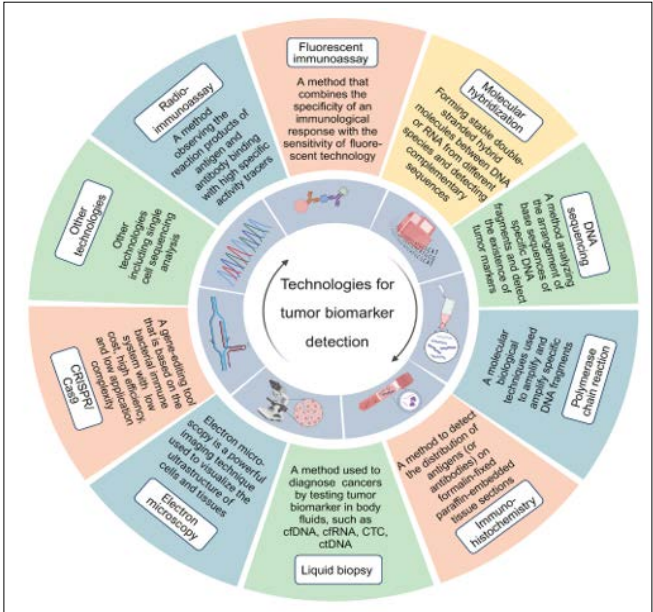 Fluorescent
immunoassay
A method that
combines the
specificity of an
immunological
response with the
sensitivity of fluore-
scent technology
Molecular
hybridization
Forming stable double-
stranded hybrid
molecules between DNA
or RNA from different
species and detecting
complementary
sequences
DNA
sequencing
A method analyzing
the arrangement of
base sequences of
specific DNA
fragments and detect
the existence of
tumor markers
Polymerase
chain reaction
A molecular
biological
techniques used
to amplify and
amplify specific
DNA fragments
Immuno-
histochemistry
A method to detect
the distribution of
antigens (or
antibodies) on
formalin-fixed
paraffin-embedded
tissue sections
Liquid biopsy
A method used to
diagnose cancers
by testing tumor
biomarker in body
fluids, such as
cfDNA, cfRNA, CTC,
ctDNA
Electron
microscopy
Electron micro-
scopy is a powerful
imaging technique
used to visualize the
ultrastructure of
cells and tissues
CRISPR/
Cas9
A gene-editing tool
that is based on the
bacterial immune
system with low
cost, high efficiency,
and low application
complexity
Other
technologies
Other
technologies
including single
cell sequencing
analysis
Radio-
immunoassay
A method
observing the
reaction products of
antigen and
antibody binding
with high specific
activity tracers
Technologies for
tumor biomarker
detection